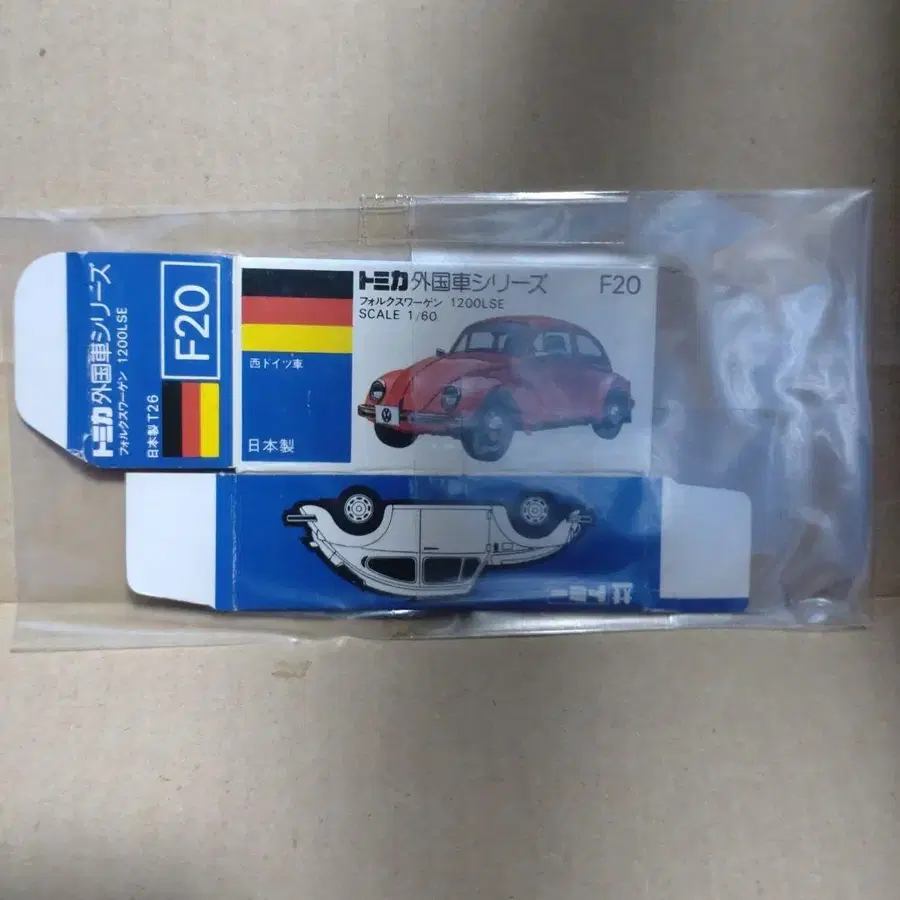 トミカ 外国車シリーズ F20
フォルクスワーゲン 1200LSE
SCALE 1/60
西ドイツ車
日本製
トミカ 外国車シリーズ
フォルクスワーゲン 1200LSE
日本製 T26
F20
トミー